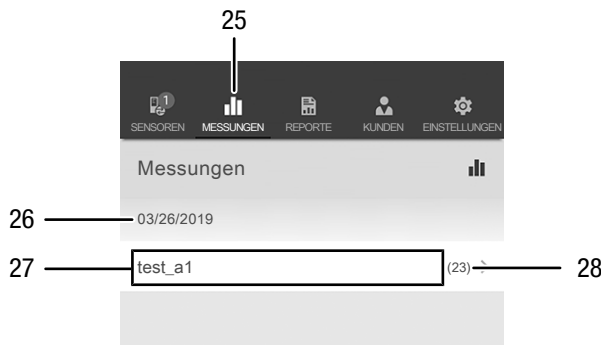 25
1
SENSOREN MESSUNGEN REPORTE KUNDEN EINSTELLUNGEN
Messungen
26 03/26/2019
27 test_a1 (23) 28